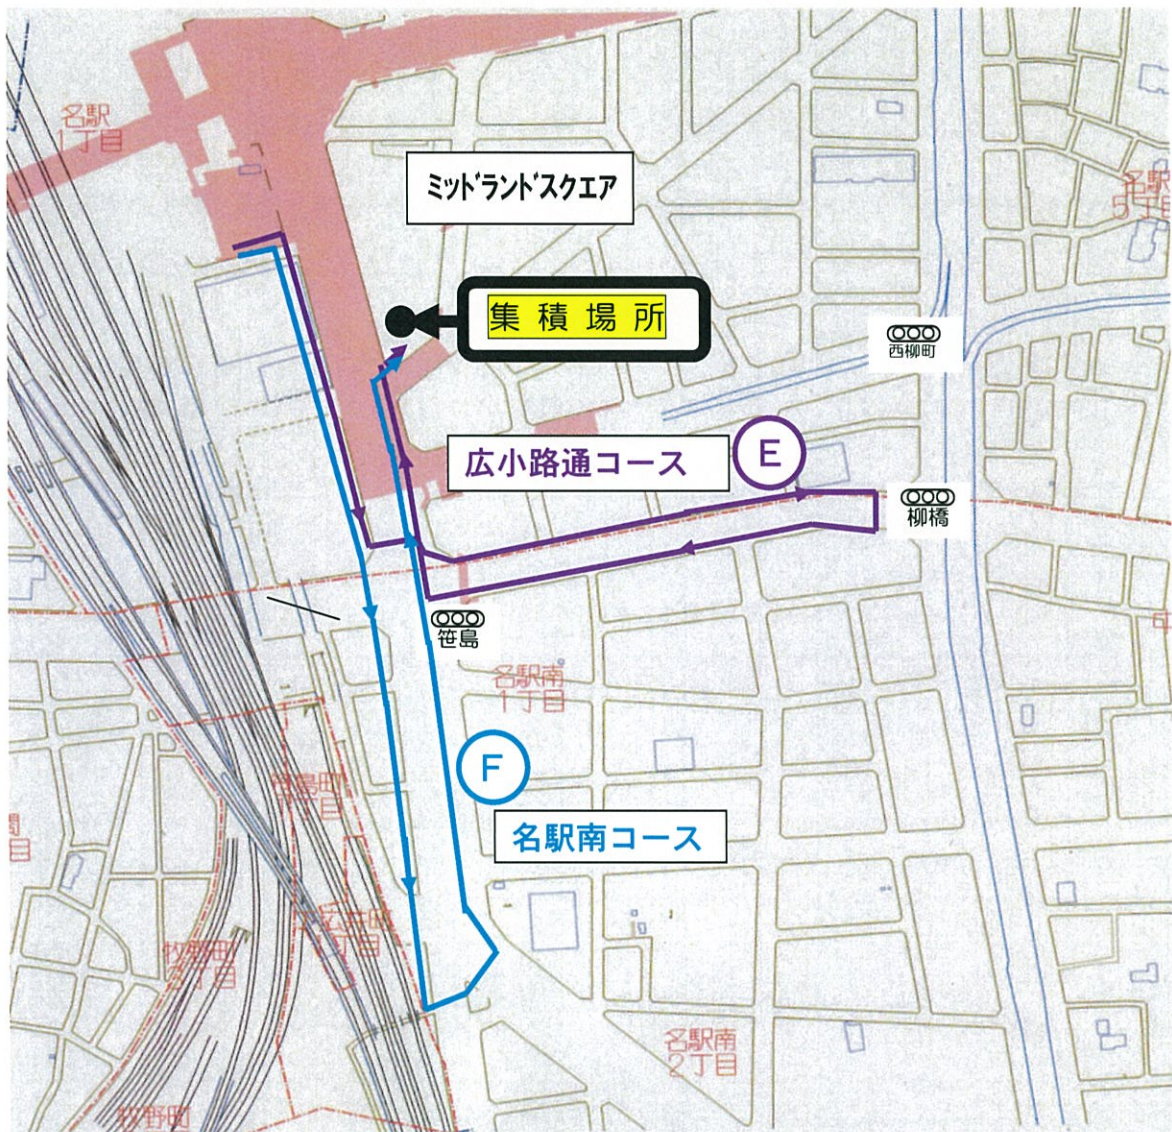 名駅
1丁目
ミッドランドスクエア
名駅
5丁目
集積場所
西柳町
広小路通コース
E
柳橋
笹島
名駅南
1丁目
F
名駅南コース
牧野町
名駅南
2丁目
牧野町